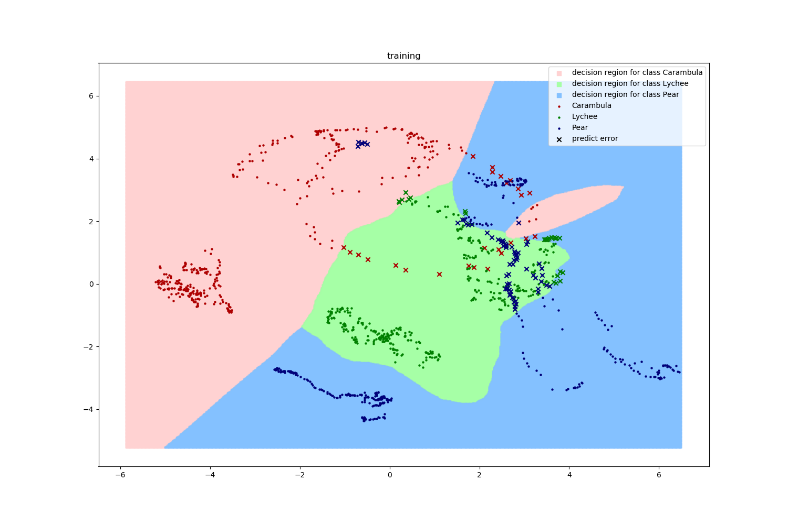 training
decision region for class Carambula
decision region for class Lychee
decision region for class Pear
Carambula
Lychee
Pear
predict error
6
4
2
0
−2
−4
−6
−4
−2
0
2
4
6